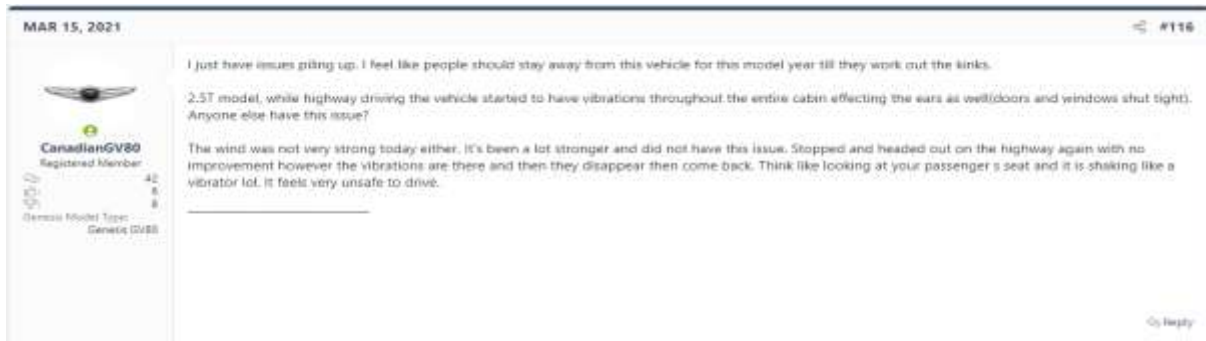 MAR 15, 2021
#116
I just have issues piling up. I feel like people should stay away from this vehicle for this model year till they work out the kinks.
2.5T model, while highway driving the vehicle started to have vibrations throughout the entire cabin effecting the ears as well(doors and windows shut tight).
Anyone else have this issue?
CanadianGV80
Registered Member
42
6
8
Genesis Model Type:
Genesis GV80
The wind was not very strong today either. It's been a lot stronger and did not have this issue. Stopped and headed out on the highway again with no
improvement however the vibrations are there and then they disappear then come back. Think like looking at your passenger s seat and it is shaking like a
vibrator lol. It feels very unsafe to drive.
Reply